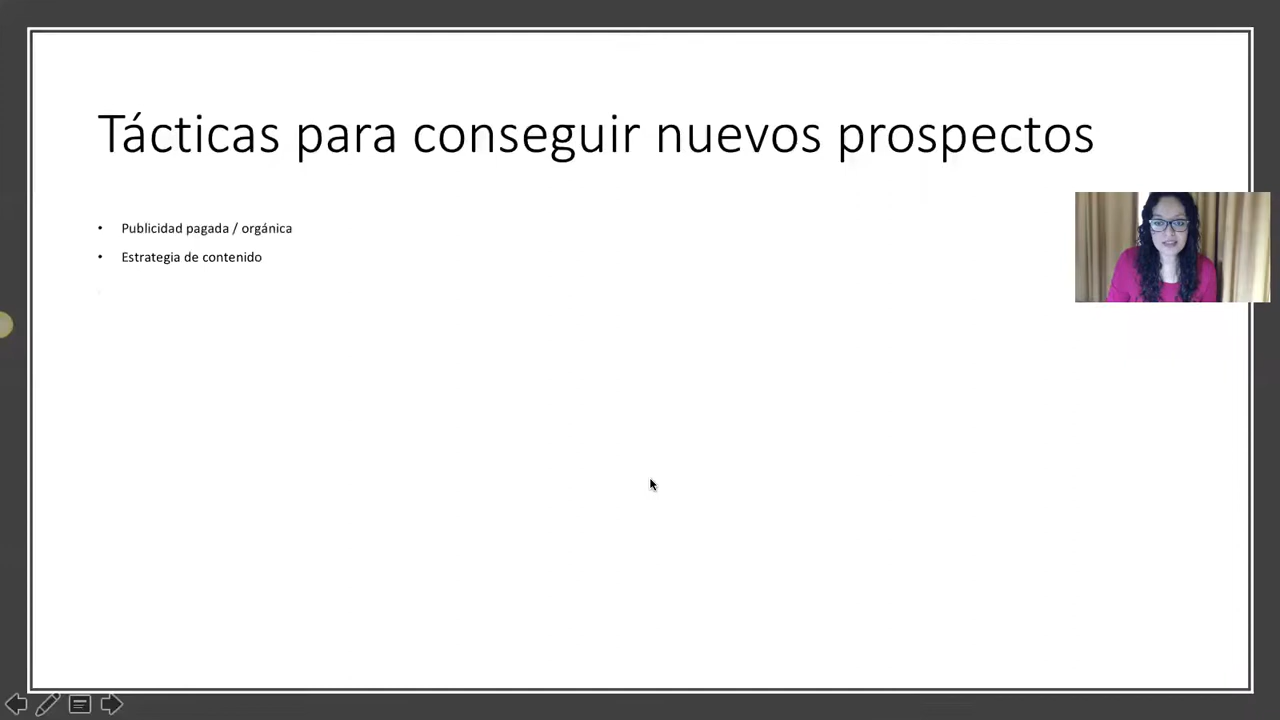 Tácticas para conseguir nuevos prospectos
• Publicidad pagada / orgánica
• Estrategia de contenido